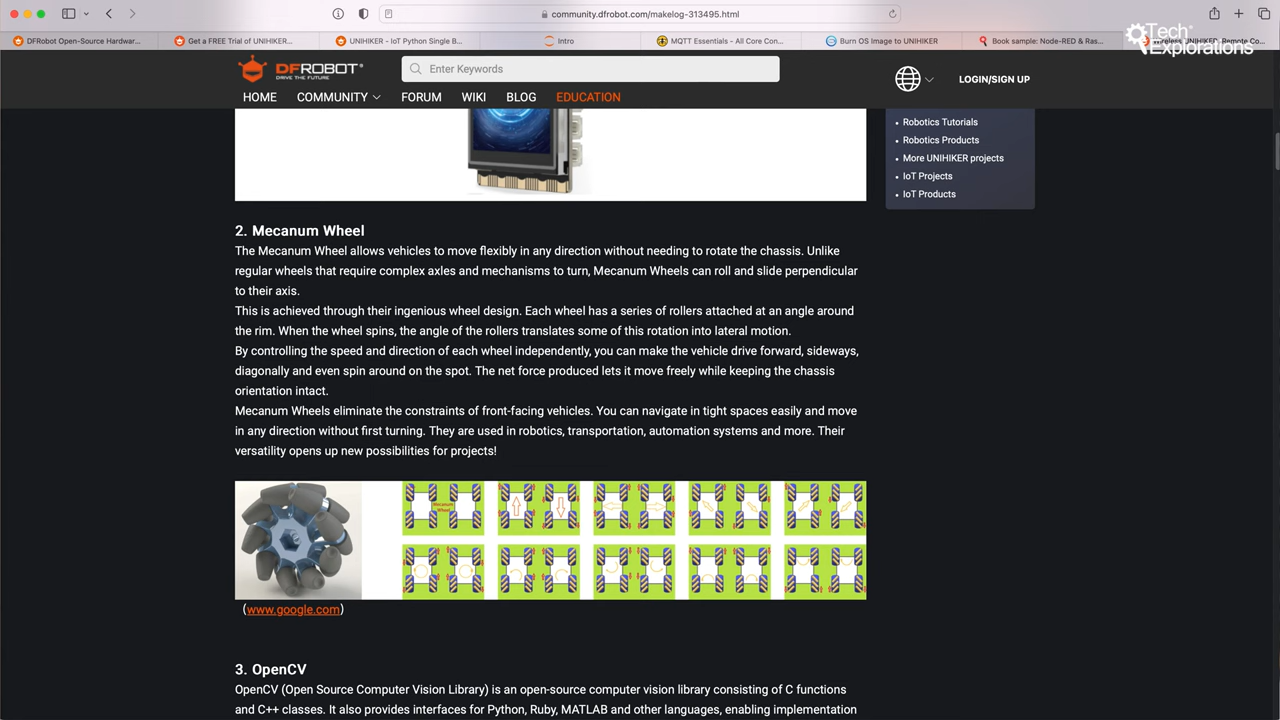 community.dfrobot.com/makelog-313495.html
DFRobot Open-Source Hardwar...
Get a FREE Trial of UNIHIKER...
UNIHIKER - IoT Python Single B...
Intro
MQTT Essentials - All Core Con...
Burn OS Image to UNIHIKER
Book sample: Node-RED & Ras...
Tech Explorations
DFROBOT
DRIVE THE FUTURE
Enter Keywords
LOGIN/SIGN UP
HOME
COMMUNITY
FORUM
WIKI
BLOG
EDUCATION
Robotics Tutorials
Robotics Products
More UNIHIKER projects
IoT Projects
IoT Products
2. Mecanum Wheel
The Mecanum Wheel allows vehicles to move flexibly in any direction without needing to rotate the chassis. Unlike
regular wheels that require complex axles and mechanisms to turn, Mecanum Wheels can roll and slide perpendicular
to their axis.
This is achieved through their ingenious wheel design. Each wheel has a series of rollers attached at an angle around
the rim. When the wheel spins, the angle of the rollers translates some of this rotation into lateral motion.
By controlling the speed and direction of each wheel independently, you can make the vehicle drive forward, sideways,
diagonally and even spin around on the spot. The net force produced lets it move freely while keeping the chassis
orientation intact.
Mecanum Wheels eliminate the constraints of front-facing vehicles. You can navigate in tight spaces easily and move
in any direction without first turning. They are used in robotics, transportation, automation systems and more. Their
versatility opens up new possibilities for projects!
Mecanum
Wheel
(www.google.com)
3. OpenCV
OpenCV (Open Source Computer Vision Library) is an open-source computer vision library consisting of C functions
and C++ classes. It also provides interfaces for Python, Ruby, MATLAB and other languages, enabling implementation